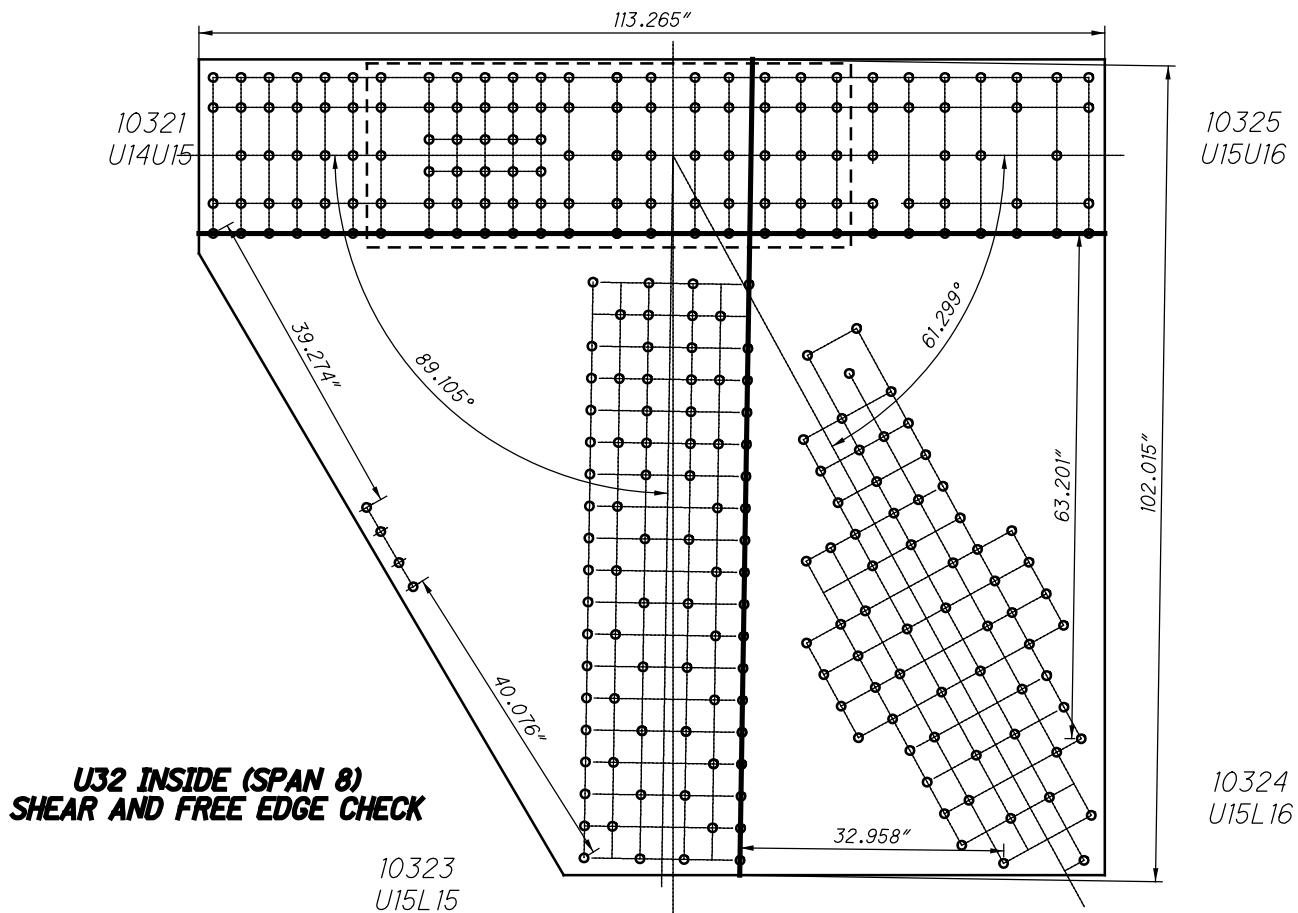 113.265"
10321
U14U15
10325
U15U16
39.274"
89.105°
61.299°
63.201"
102.015"
40.076"
U32 INSIDE (SPAN 8)
SHEAR AND FREE EDGE CHECK
32.958"
10324
U15L16
10323
U15L15